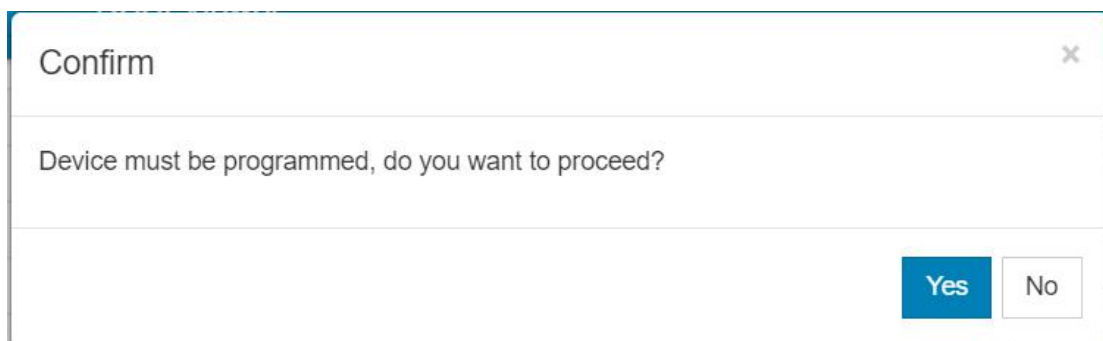 Confirm
×
Device must be programmed, do you want to proceed?
Yes No